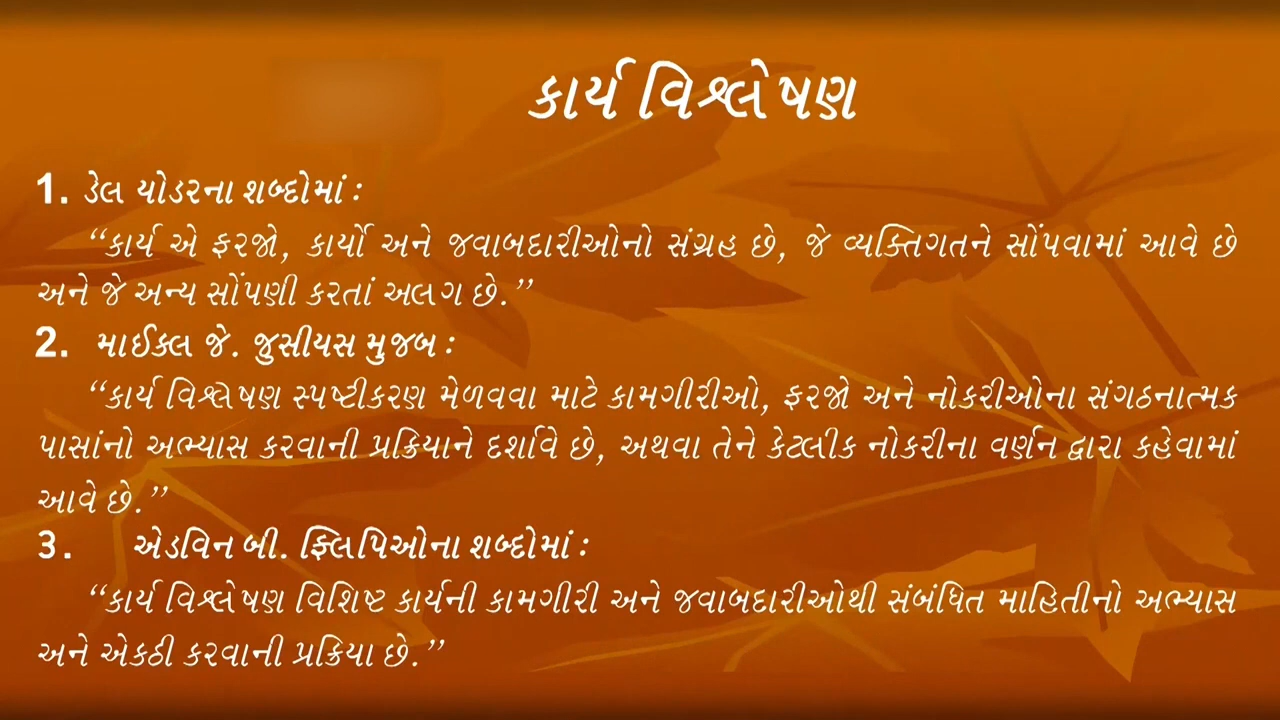 કાર્ય વિશ્લેષણ
1. ડેલ યોડરના શબ્દોમાં :
“કાર્ય એ ફરજો, કાર્યો અને જવાબદારીઓનો સંગ્રહ છે, જે વ્યક્તિગતને સોંપવામાં આવે છે
અને જે અન્ય સોંપણી કરતાં અલગ છે.”
2. માઈકલ જે. જુસીયસ મુજબ :
“કાર્ય વિશ્લેષણ સ્પષ્ટીકરણ મેળવવા માટે કામગીરીઓ, ફરજો અને નોકરીઓના સંગઠનાત્મક
પાસાંનો અભ્યાસ કરવાની પ્રક્રિયાને દર્શાવે છે, અથવા તેને કેટલીક નોકરીના વર્ણન દ્વારા કહેવામાં
આવે છે.”
3. એડવિન બી. ફ્લિપિઓના શબ્દોમાં :
“કાર્ય વિશ્લેષણ વિશિષ્ટ કાર્યની કામગીરી અને જવાબદારીઓથી સંબંધિત માહિતીનો અભ્યાસ
અને એકઠી કરવાની પ્રક્રિયા છે.”